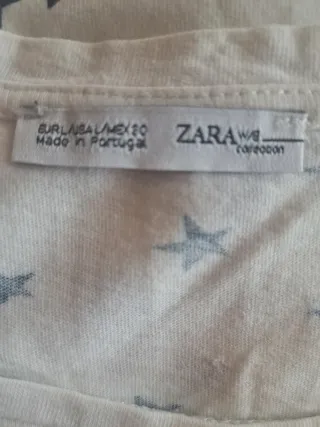 EUR L/USA L/MEX 30
Made in Portugal
ZARA W/B
collection